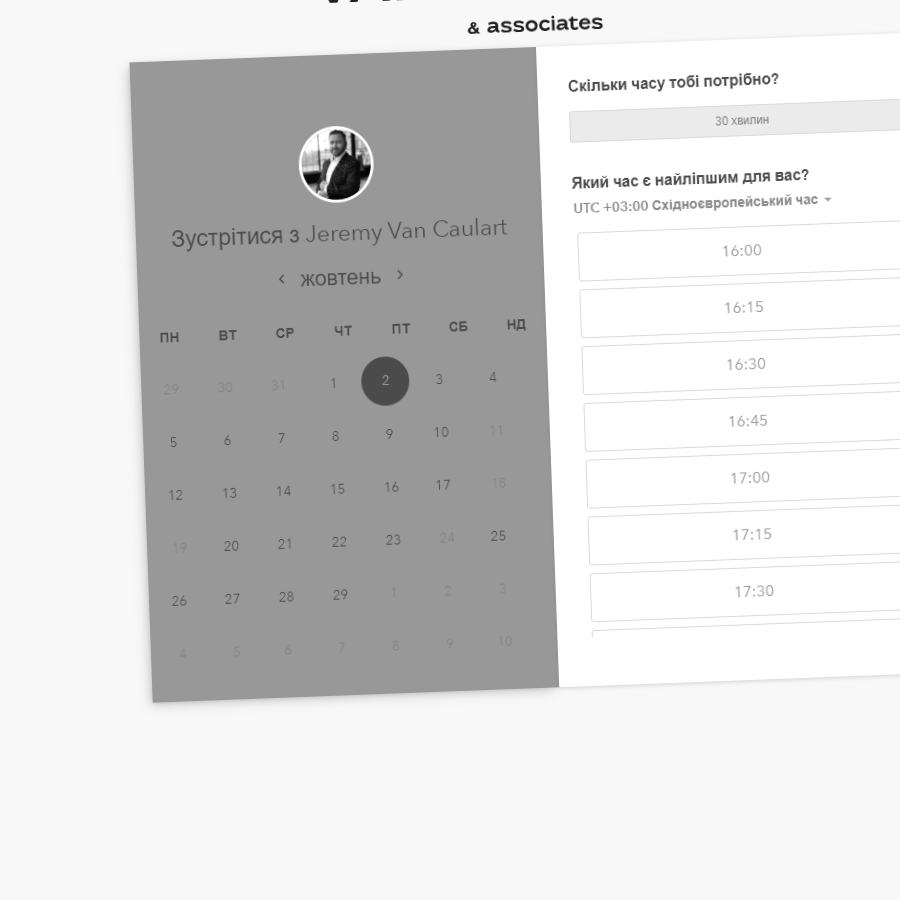 & associates
Зустрітися з Jeremy Van Caulart
жовтень
ПН ВТ СР ЧТ ПТ СБ НД
29 30 31 1 2 3 4
5 6 7 8 9 10 11
12 13 14 15 16 17 18
19 20 21 22 23 24 25
26 27 28 29 1 2 3
4 5 6 7 8 9 10
Скільки часу тобі потрібно?
30 хвилин
Який час є найліпшим для вас?
UTC +03:00 Східноєвропейський час
16:00
16:15
16:30
16:45
17:00
17:15
17:30